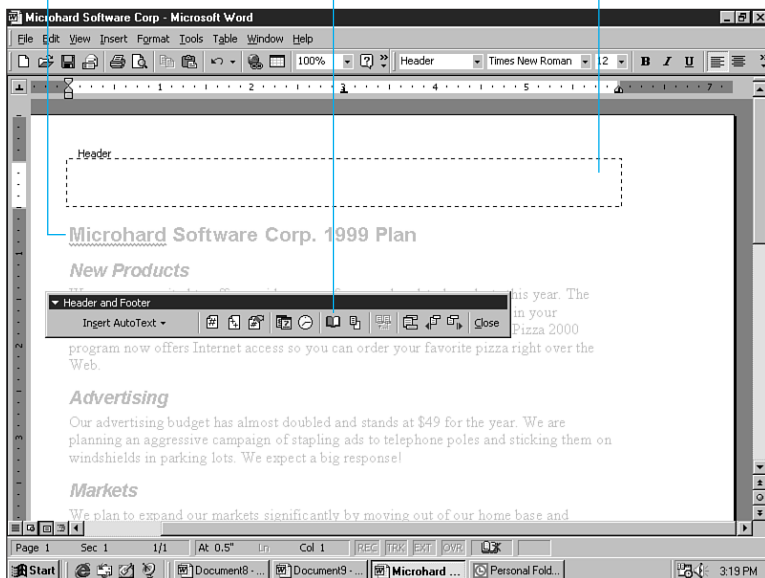 Microhard Software Corp - Microsoft Word
File Edit View Insert Format Tools Table Window Help
100% Header Times New Roman 12 B I U
1 2 3 4 5 7
Header
Microhard Software Corp. 1999 Plan
New Products
this year. The
Header and Footer
in your
Insert AutoText Close
Pizza 2000
program now offers Internet access so you can order your favorite pizza right over the
Web.
Advertising
Our advertising budget has almost doubled and stands at $49 for the year. We are
planning an aggressive campaign of stapling ads to telephone poles and sticking them on
windshields in parking lots. We expect a big response!
Markets
We plan to expand our markets significantly by moving out of our home base and
Page 1 Sec 1 1/1 At 0.5" Ln Col 1 REC TRK EXT OVR
Start Document8 - ... Document9 - ... Microhard ... Personal Fold... 3:19 PM